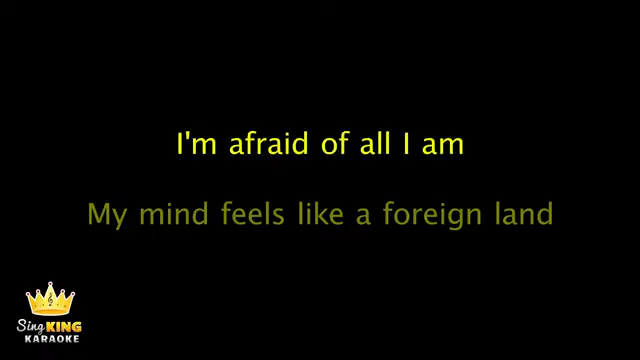 I'm afraid of all I am
My mind feels like a foreign land
Sing KING
KARAOKE